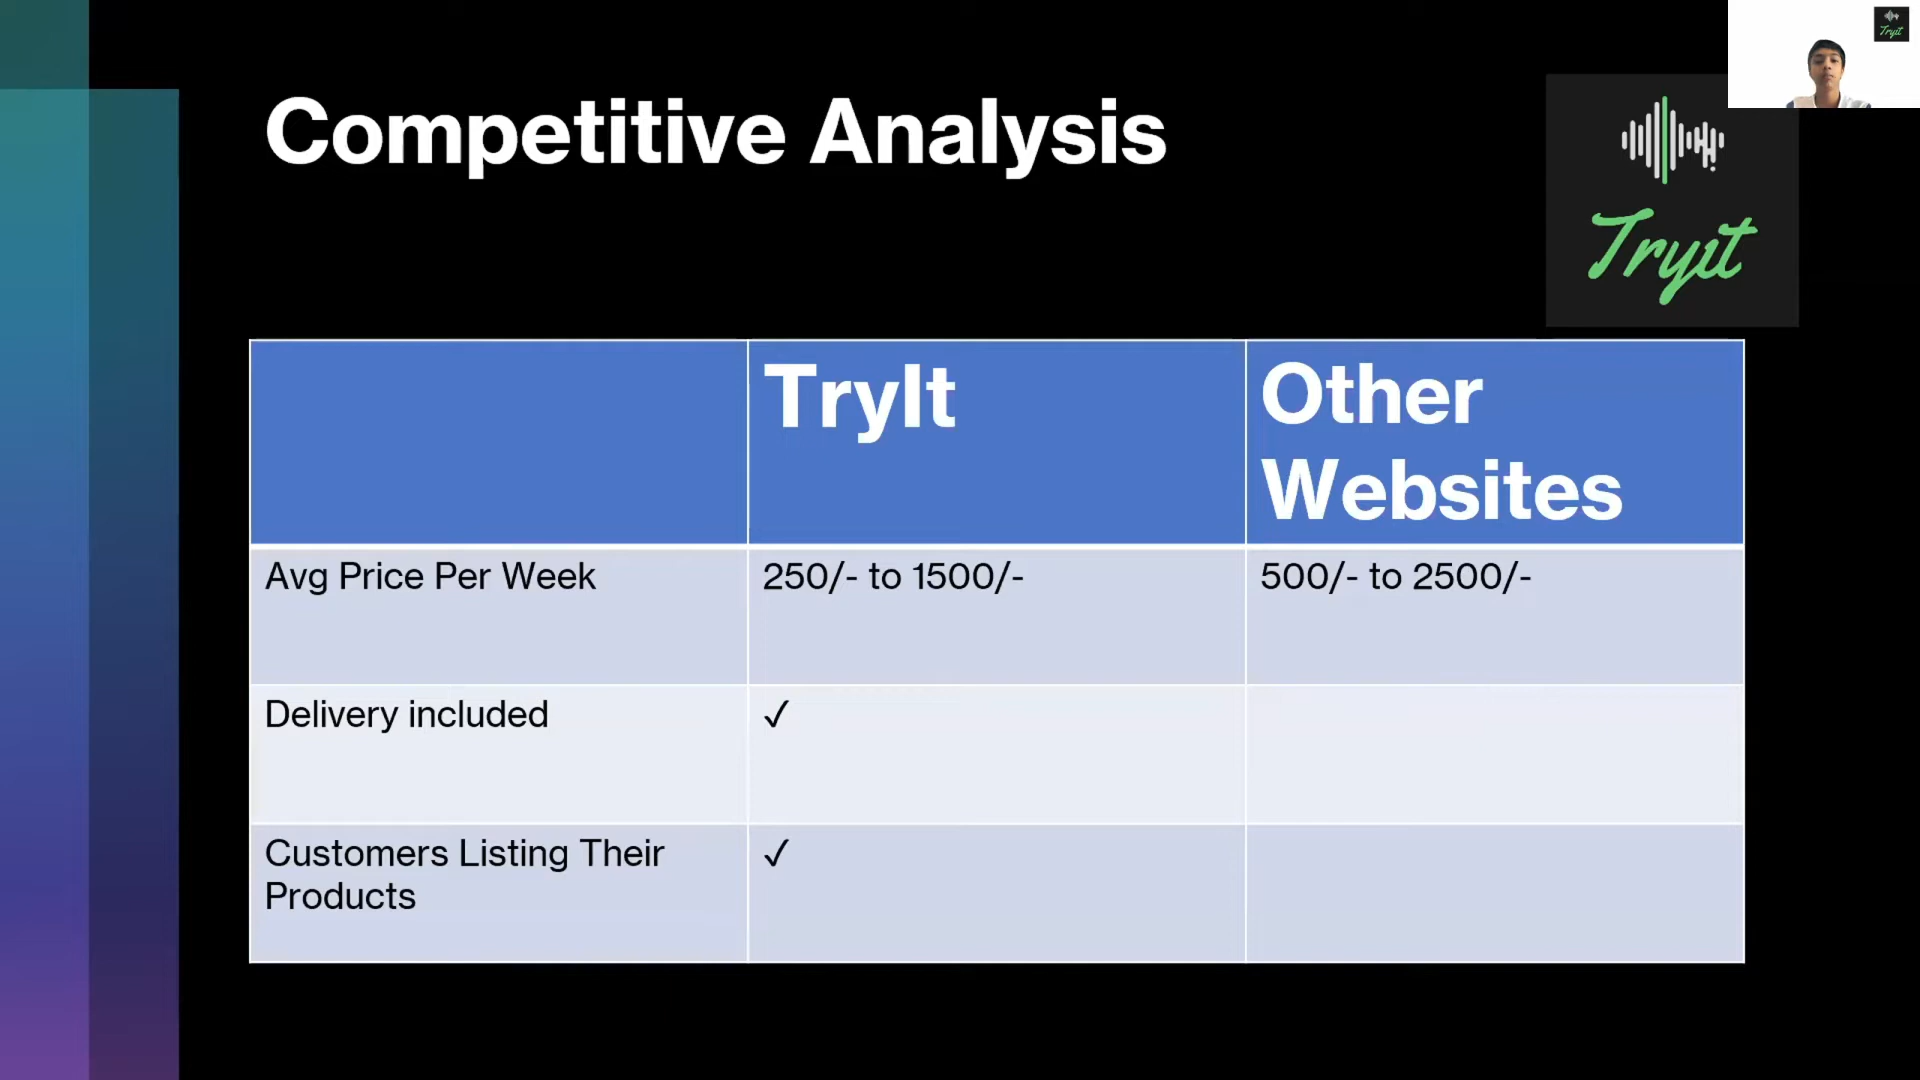 Tryit
Competitive Analysis
Tryit
TryIt
Other
Websites
Avg Price Per Week
250/- to 1500/-
500/- to 2500/-
Delivery included
✓
Customers Listing Their
Products
✓